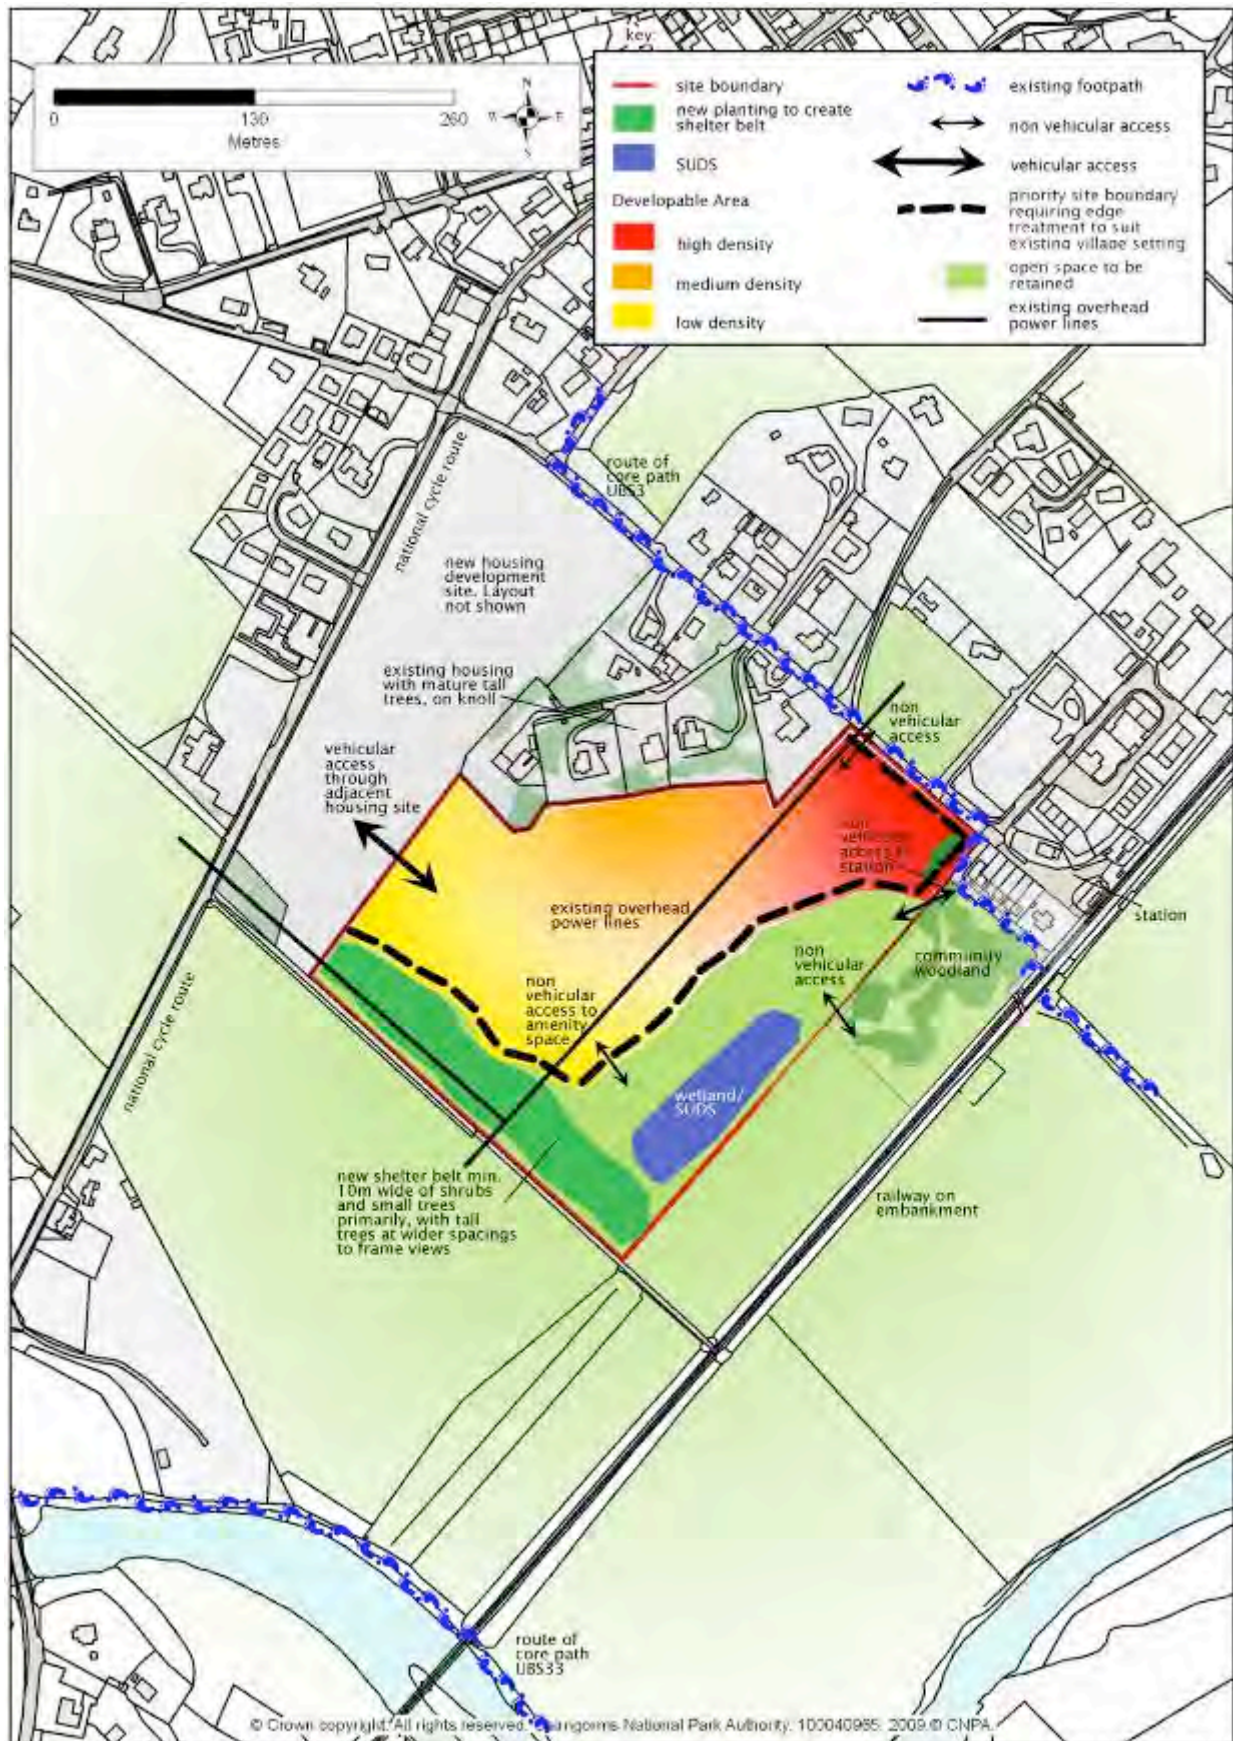 key:
0 130 260
Metres
N
W E
S
site boundary
new planting to create
shelter belt
SUDS
Developable Area
high density
medium density
low density
existing footpath
non vehicular access
vehicular access
priority site boundary
requiring edge
treatment to suit
existing village setting
open space to be
retained
existing overhead
power lines
national cycle route
route of
core path
UBS3
new housing
development
site. Layout
not shown
existing housing
with mature tall
trees, on knoll
vehicular
access
through
adjacent
housing site
non
vehicular
access
non
vehicular
access to
station
station
existing overhead
power lines
non
vehicular
access
community
woodland
non
vehicular
access to
amenity
space
wetland/
SUDS
national cycle route
new shelter belt min.
10m wide of shrubs
and small trees
primarily, with tall
trees at wider spacings
to frame views
railway on
embankment
route of
core path
UBS33
© Crown copyright. All rights reserved. Cairngorms National Park Authority. 100040965. 2009 © CNPA.